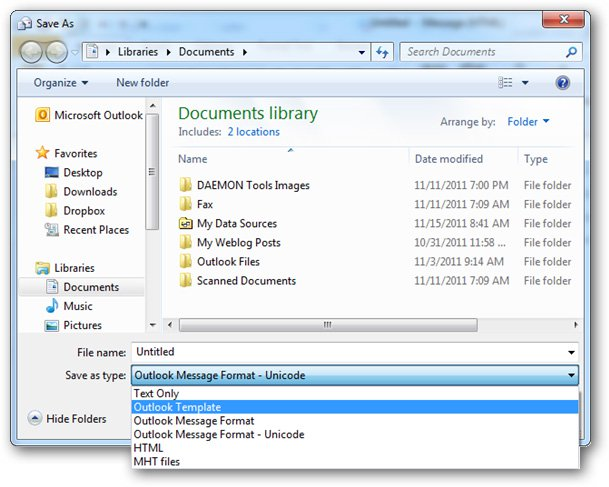 Save As
Libraries Documents Search Documents
Organize New folder
Microsoft Outlook
Favorites
Desktop
Downloads
Dropbox
Recent Places
Libraries
Documents
Music
Pictures
Documents library
Includes: 2 locations
Arrange by: Folder
Name Date modified Type
DAEMON Tools Images 11/11/2011 7:00 PM File folder
Fax 11/11/2011 7:09 AM File folder
My Data Sources 11/15/2011 8:41 AM File folder
My Weblog Posts 10/31/2011 11:58 ... File folder
Outlook Files 11/3/2011 9:14 AM File folder
Scanned Documents 11/11/2011 7:09 AM File folder
File name: Untitled
Save as type: Outlook Message Format - Unicode
Text Only
Outlook Template
Outlook Message Format
Outlook Message Format - Unicode
HTML
MHT files
Hide Folders